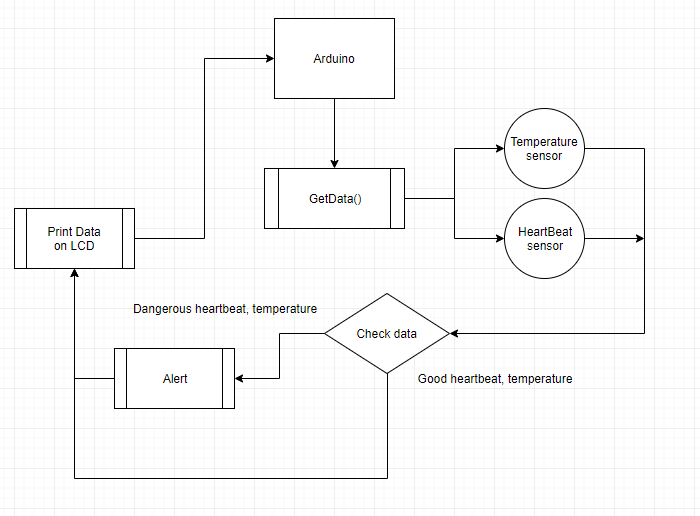 Arduino
Temperature
sensor
GetData()
HeartBeat
sensor
Print Data
on LCD
Dangerous heartbeat, temperature
Check data
Alert
Good heartbeat, temperature